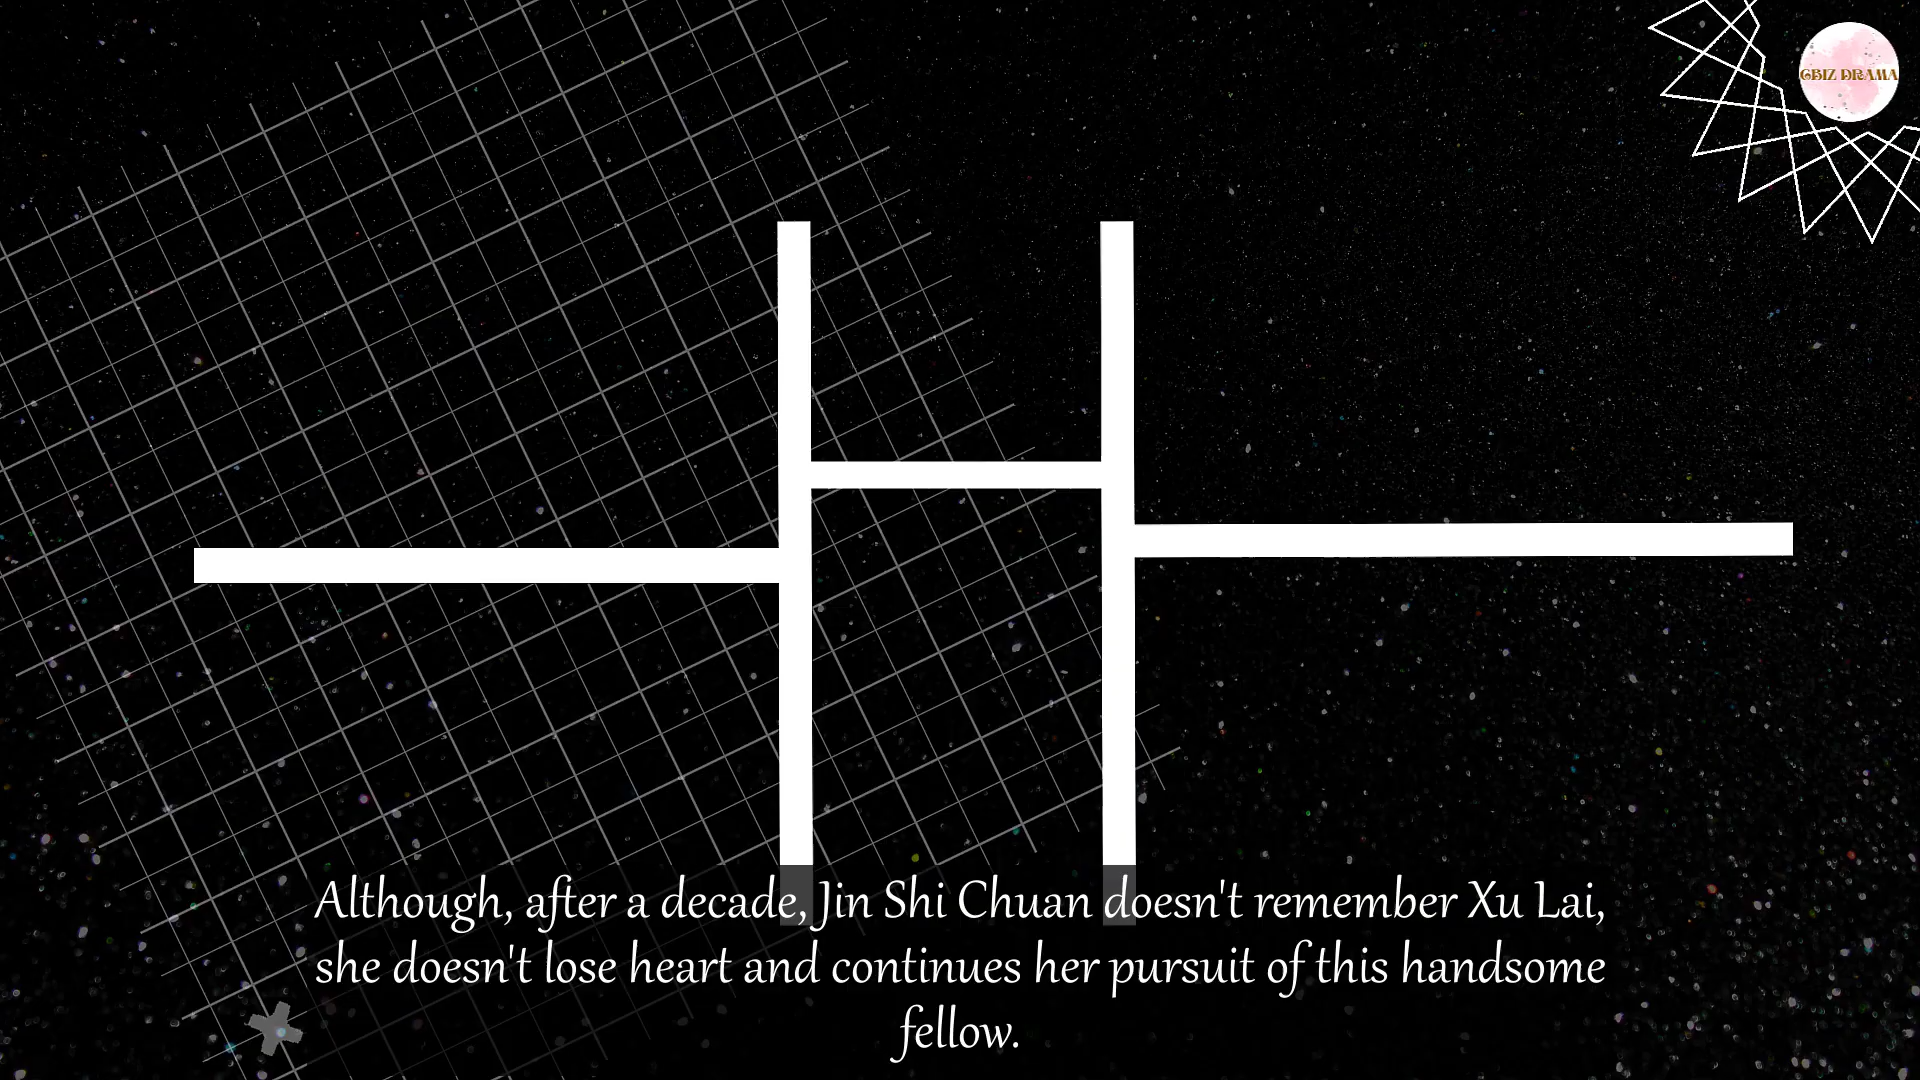 GBIZ DRAMA
Although, after a decade, Jin Shi Chuan doesn't remember Xu Lai,
she doesn't lose heart and continues her pursuit of this handsome
fellow.